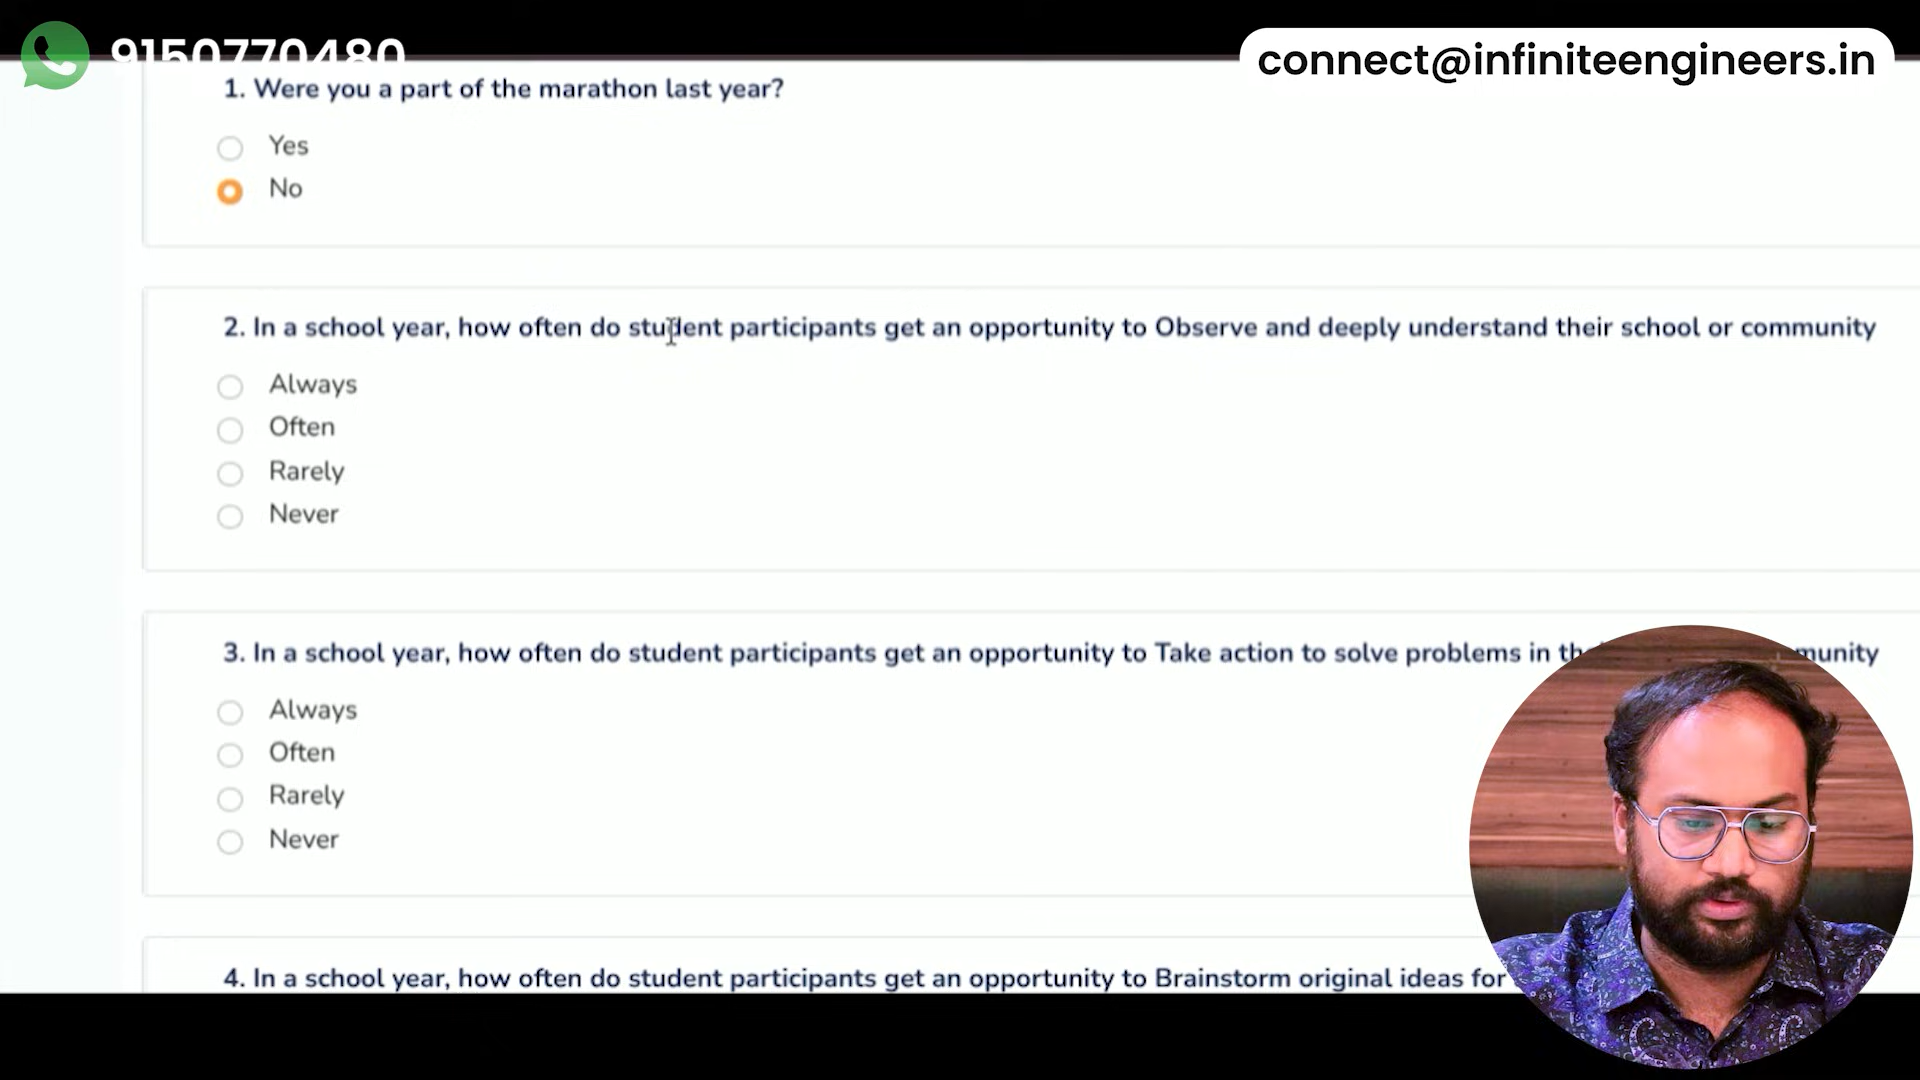 9150770480
connect@infiniteengineers.in
1. Were you a part of the marathon last year?
Yes
No
2. In a school year, how often do student participants get an opportunity to Observe and deeply understand their school or community
Always
Often
Rarely
Never
3. In a school year, how often do student participants get an opportunity to Take action to solve problems in
Always
Often
Rarely
Never
4. In a school year, how often do student participants get an opportunity to Brainstorm original ideas for